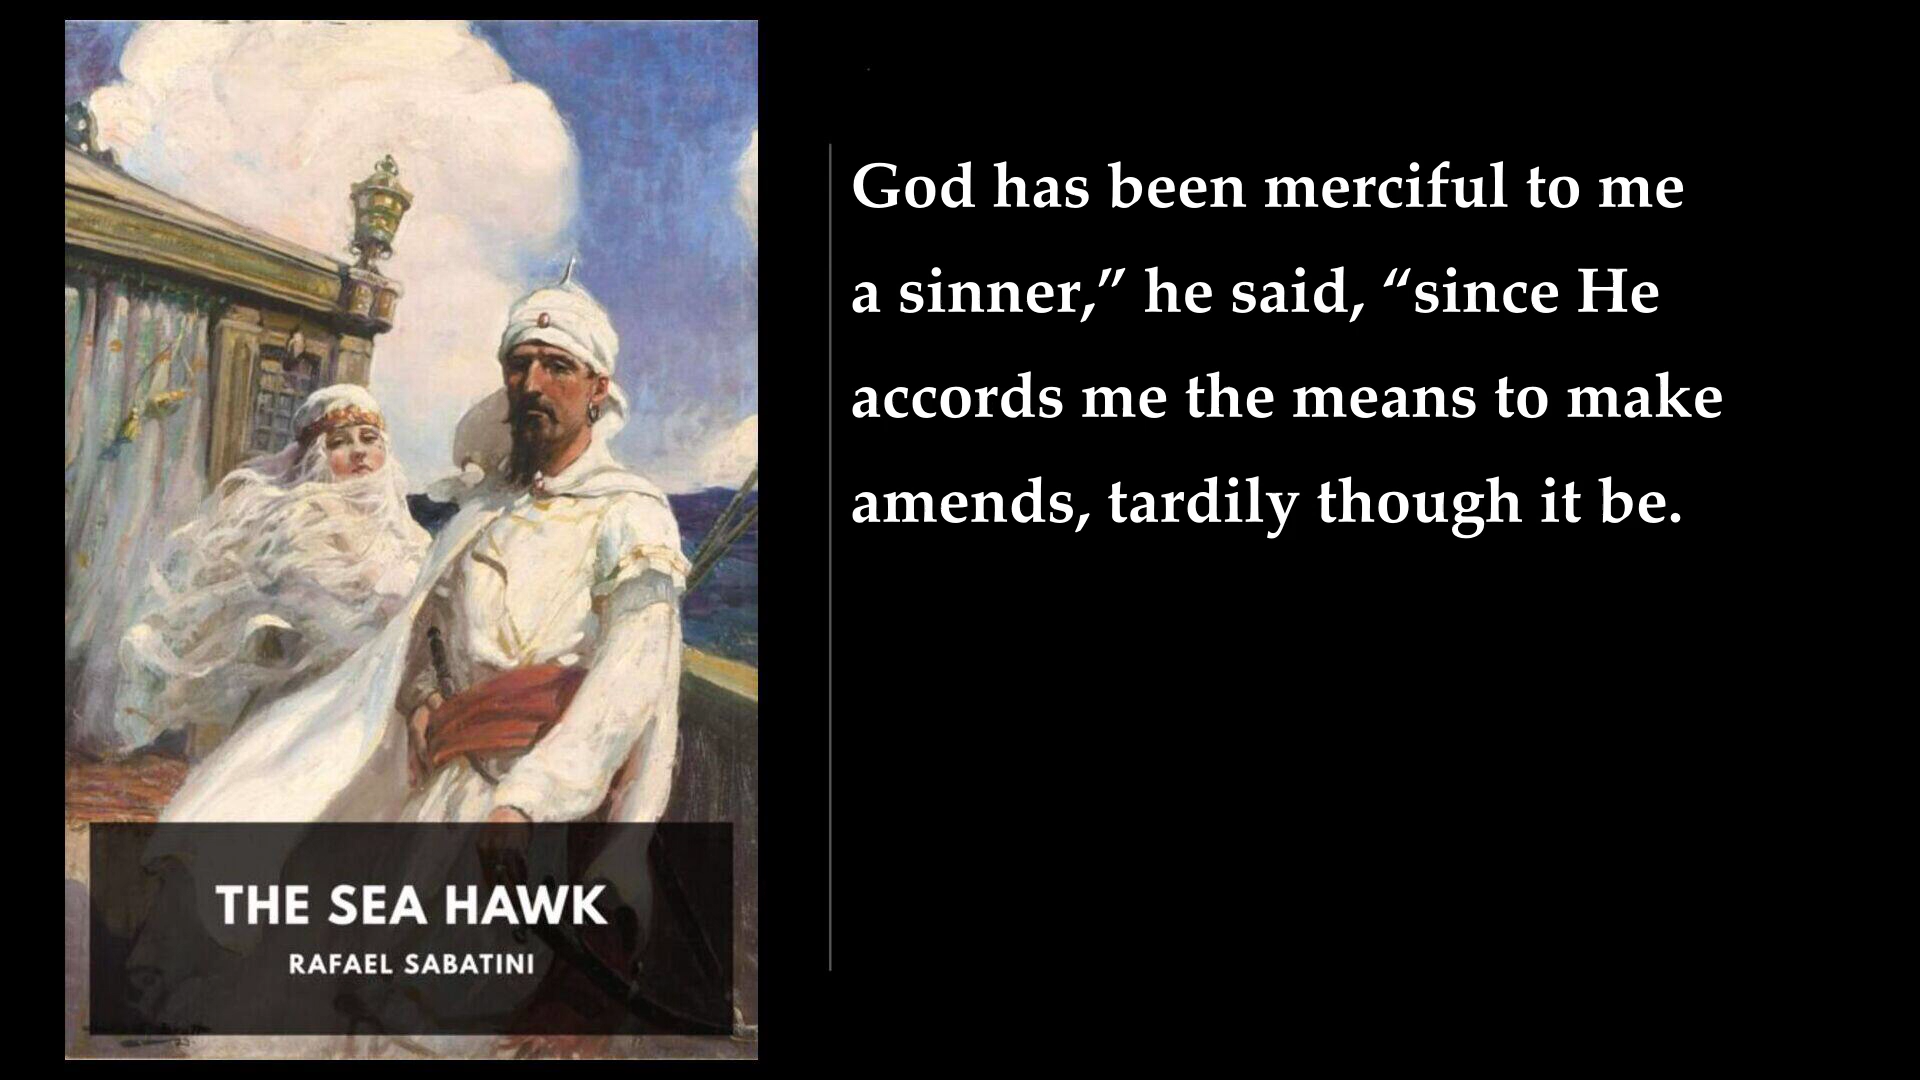 God has been merciful to me
a sinner,” he said, “since He
accords me the means to make
amends, tardily though it be.
THE SEA HAWK
RAFAEL SABATINI